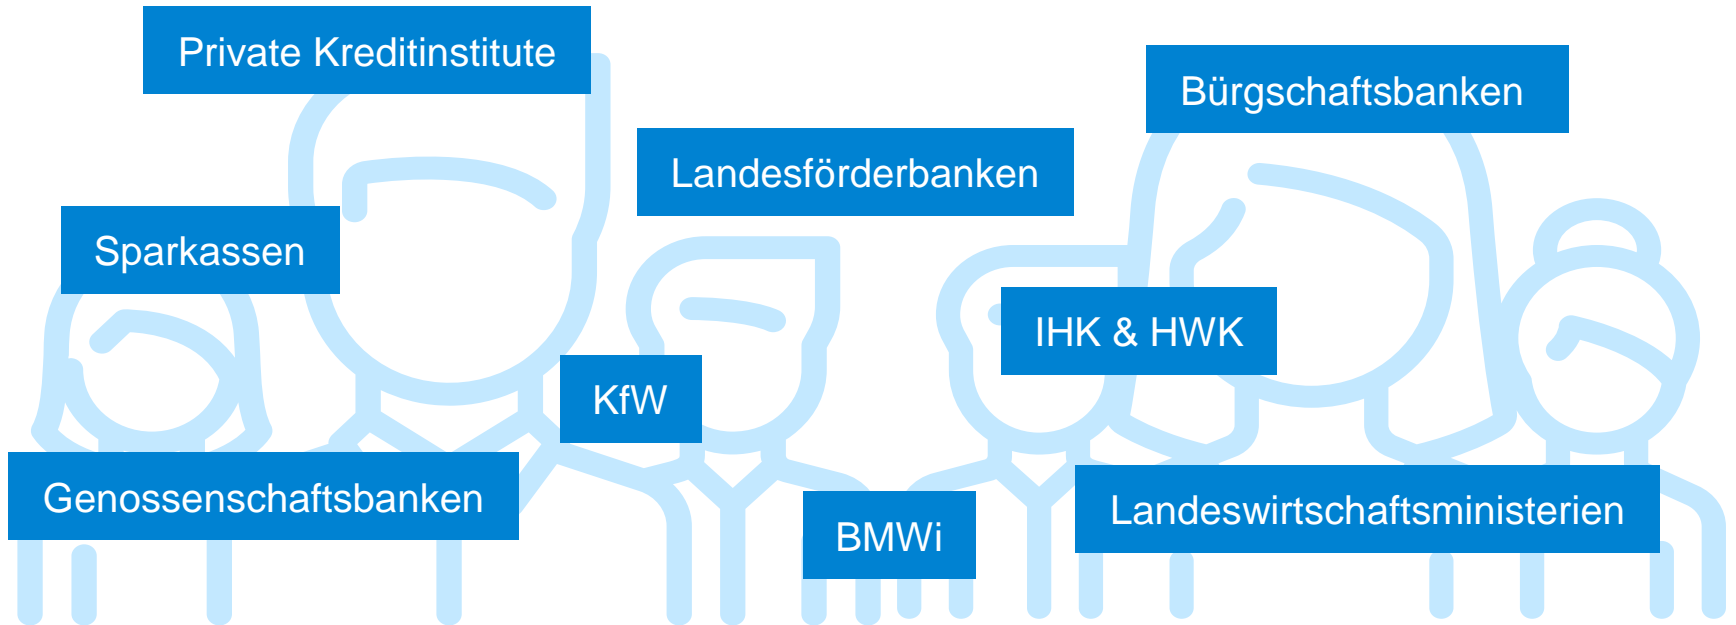 Private Kreditinstitute
Bürgschaftsbanken
Landesförderbanken
Sparkassen
IHK & HWK
KfW
Genossenschaftsbanken
Landeswirtschaftsministerien
BMWi